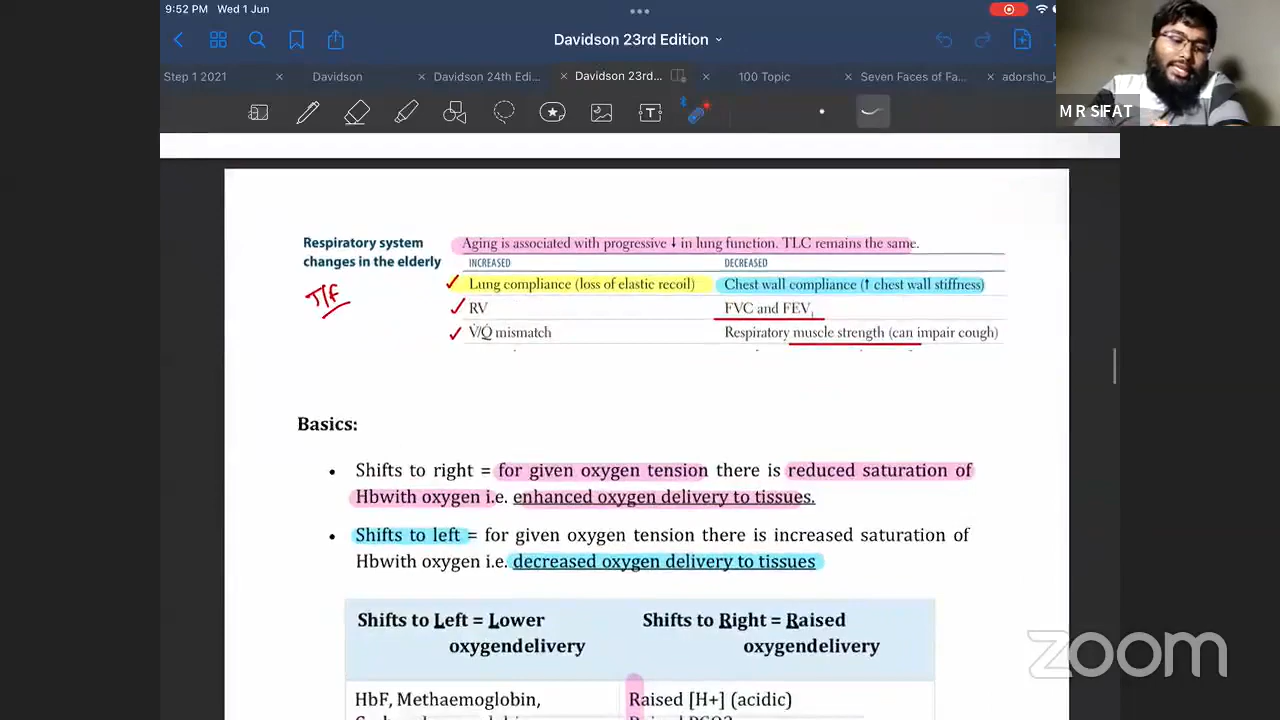 9:52 PM Wed 1 Jun
Davidson 23rd Edition
Step 1 2021 Davidson Davidson 24th Edi... Davidson 23rd... 100 Topic Seven Faces of Fa... adorsho_k
M R SIFAT
Respiratory system
changes in the elderly
T/F
Aging is associated with progressive ↓ in lung function. TLC remains the same.
INCREASED DECREASED
Lung compliance (loss of elastic recoil) Chest wall compliance (↑ chest wall stiffness)
RV FVC and FEV₁
V̇/Q̇ mismatch Respiratory muscle strength (can impair cough)
Basics:
• Shifts to right = for given oxygen tension there is reduced saturation of
Hbwith oxygen i.e. enhanced oxygen delivery to tissues.
• Shifts to left = for given oxygen tension there is increased saturation of
Hbwith oxygen i.e. decreased oxygen delivery to tissues
Shifts to Left = Lower Shifts to Right = Raised
oxygendelivery oxygendelivery
HbF, Methaemoglobin, Raised [H+] (acidic)
zoom